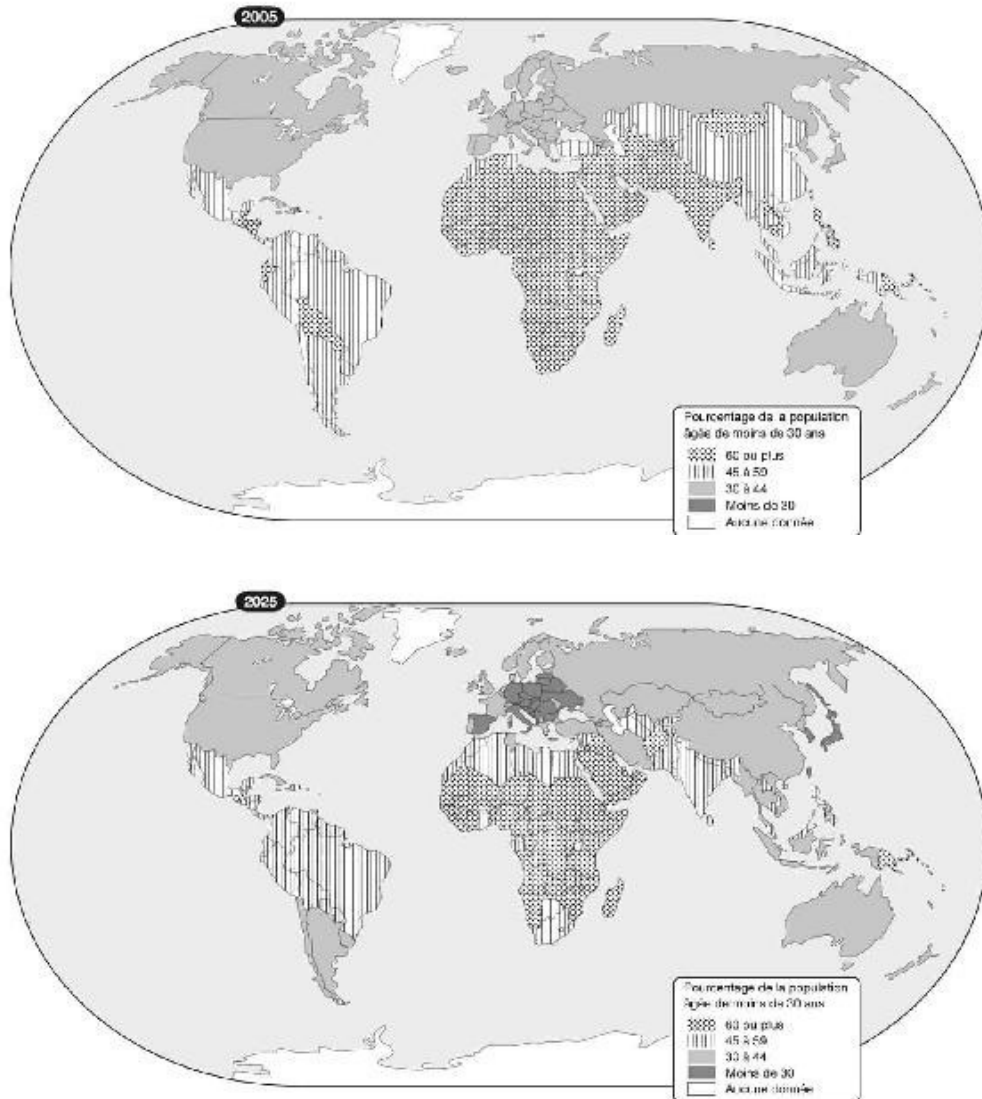 2005
Pourcentage de la population
âgée de moins de 30 ans
60 ou plus
45 à 59
30 à 44
Moins de 30
Aucune donnée
2025
Pourcentage de la population
âgée de moins de 30 ans
60 ou plus
45 à 59
30 à 44
Moins de 30
Aucune donnée